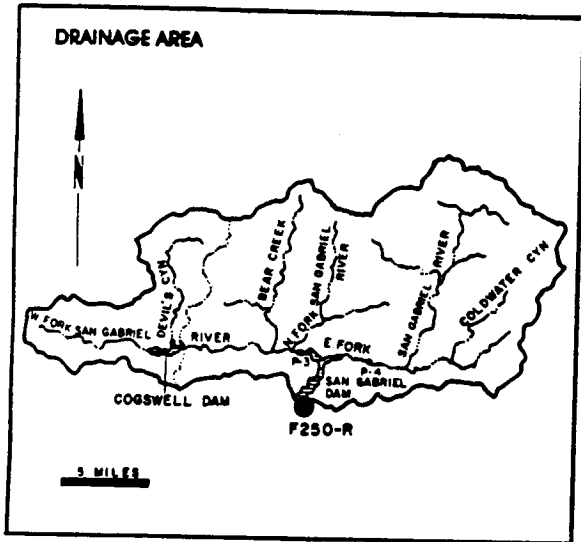 DRAINAGE AREA
N
DEVIL'S CYN
BEAR CREEK
N FORK SAN GABRIEL
RIVER
SAN GABRIEL RIVER
COLDWATER CYN
W FORK SAN GABRIEL RIVER
E FORK
P-3
P-4
SAN GABRIEL
DAM
COGSWELL DAM
F250-R
5 MILES